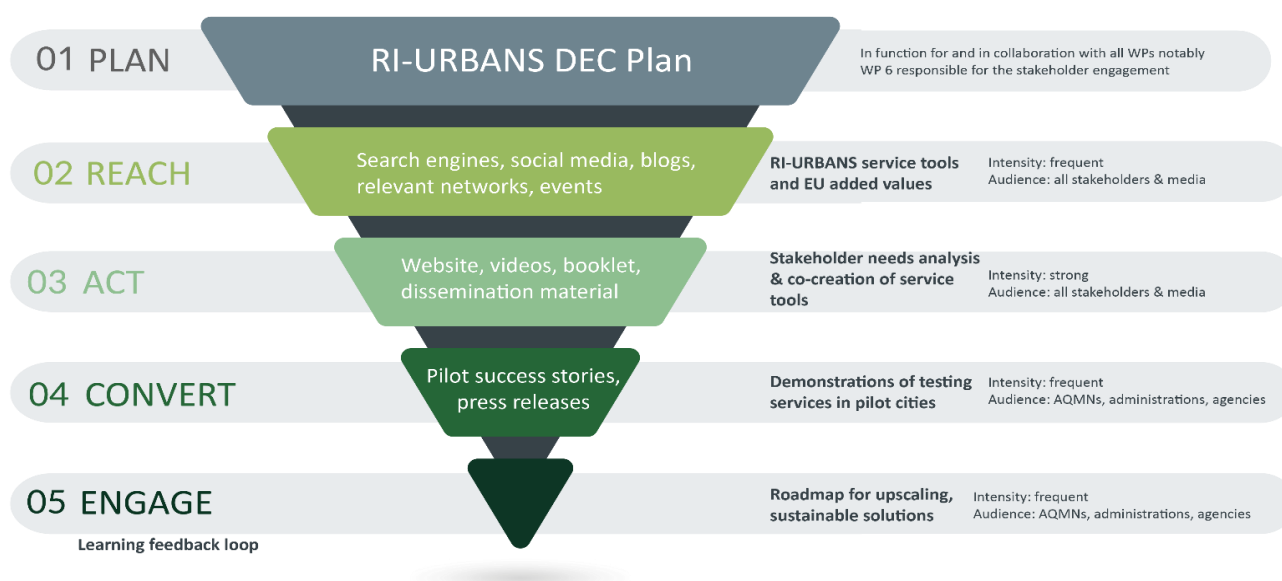 01 PLAN
RI-URBANS DEC Plan
In function for and in collaboration with all WPs notably
WP 6 responsible for the stakeholder engagement
02 REACH
Search engines, social media, blogs,
relevant networks, events
RI-URBANS service tools
and EU added values
Intensity: frequent
Audience: all stakeholders & media
03 ACT
Website, videos, booklet,
dissemination material
Stakeholder needs analysis
& co-creation of service
tools
Intensity: strong
Audience: all stakeholders & media
04 CONVERT
Pilot success stories,
press releases
Demonstrations of testing
services in pilot cities
Intensity: frequent
Audience: AQMNs, administrations, agencies
05 ENGAGE
Learning feedback loop
Roadmap for upscaling,
sustainable solutions
Intensity: frequent
Audience: AQMNs, administrations, agencies